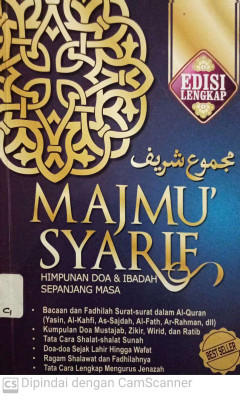 EDISI
LENGKAP
مجموع شريف
MAJMU'
SYARIF
HIMPUNAN DOA & IBADAH
SEPANJANG MASA
• Bacaan dan Fadhilah Surat-surat dalam Al-Quran
(Yasin, Al-Kahfi, As-Sajdah, Al-Fath, Ar-Rahman, dll)
• Kumpulan Doa Mustajab, Zikir, Wirid, dan Ratib
• Tata Cara Shalat-shalat Sunah
• Doa-doa Sejak Lahir Hingga Wafat
• Ragam Shalawat dan Fadhilahnya
• Tata Cara Lengkap Mengurus Jenazah
BEST SELLER
CS Dipindai dengan CamScanner